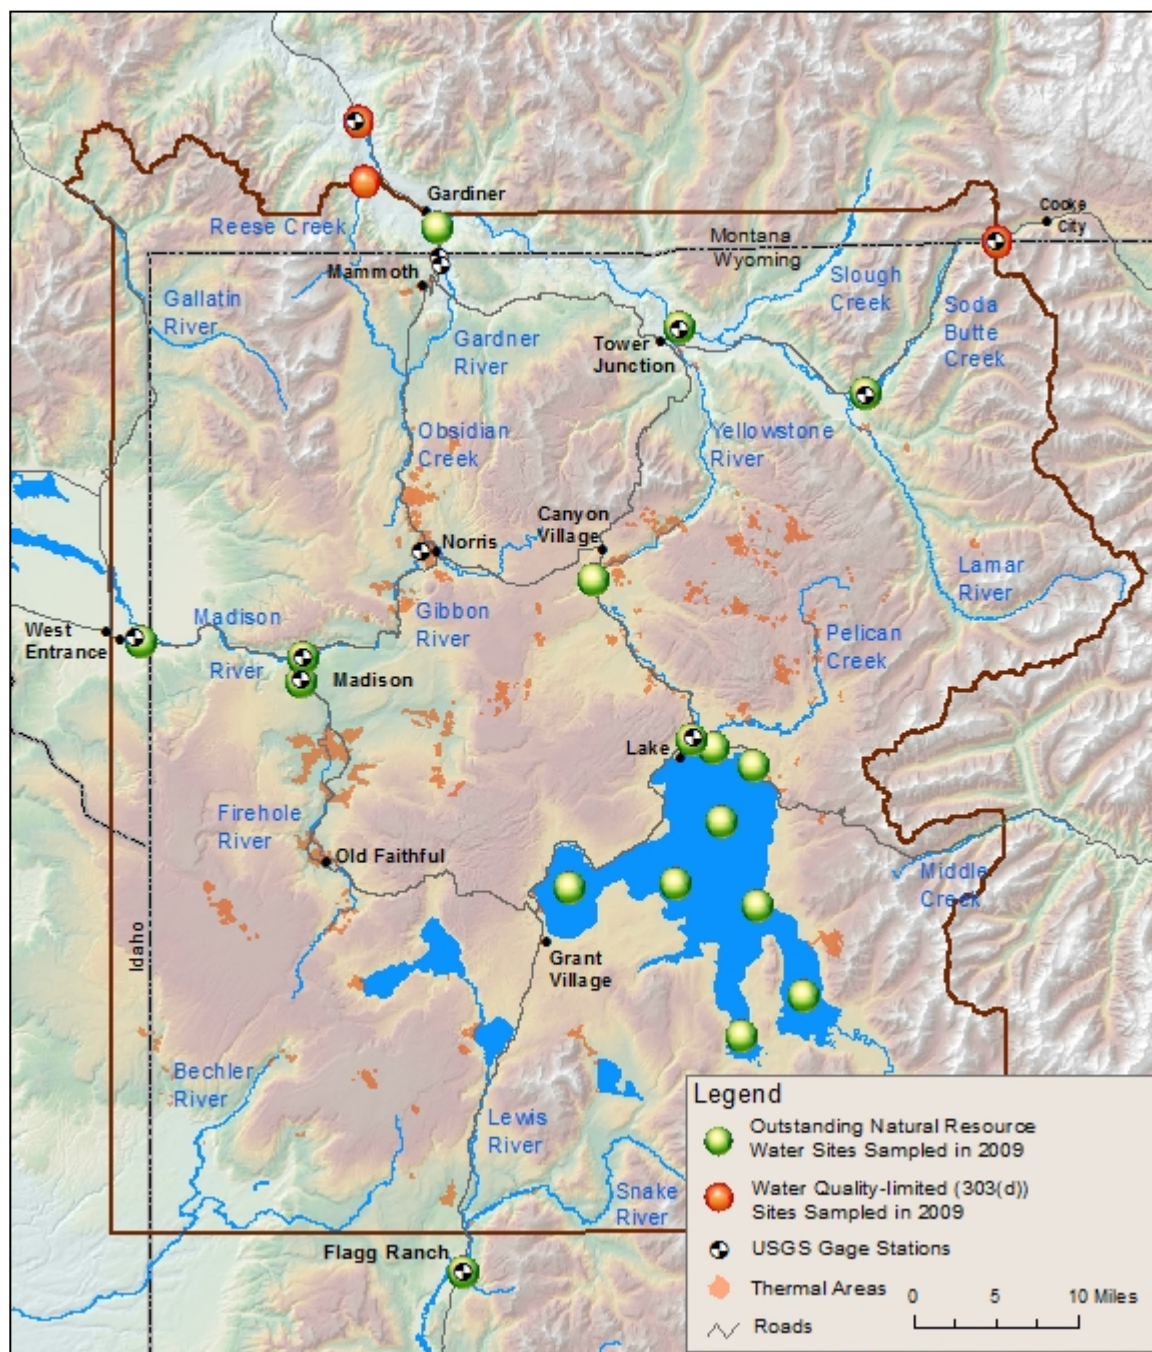 Gardiner
Cooke
City
Reese Creek
Montana
Wyoming
Mammoth
Slough
Creek
Gallatin
River
Soda
Butte
Creek
Gardner
River
Tower
Junction
Obsidian
Creek
Yellowstone
River
Canyon
Village
Norris
Lamar
River
Madison
River
Gibbon
River
West
Entrance
Pelican
Creek
Madison
Lake
Firehole
River
Old Faithful
Middle
Creek
Idaho
Grant
Village
Bechler
River
Lewis
River
Snake
River
Flagg Ranch
Legend
Outstanding Natural Resource
Water Sites Sampled in 2009
Water Quality-limited (303(d))
Sites Sampled in 2009
USGS Gage Stations
Thermal Areas
Roads
0 5 10 Miles